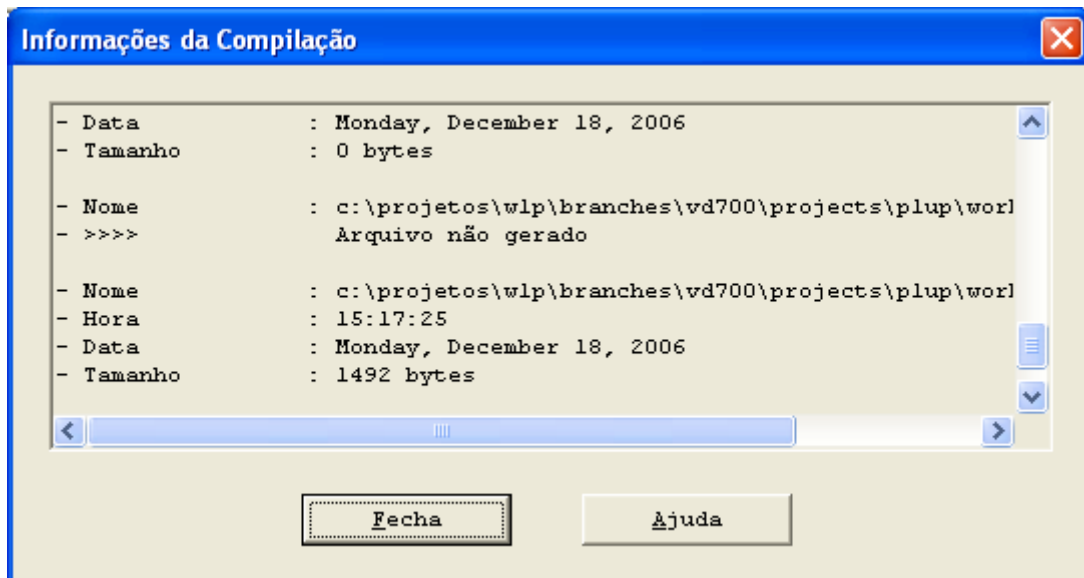 Informações da Compilação
- Data : Monday, December 18, 2006
- Tamanho : 0 bytes
- Nome : c:\projetos\wlp\branches\vd700\projects\plup\worl
- >>>> Arquivo não gerado
- Nome : c:\projetos\wlp\branches\vd700\projects\plup\worl
- Hora : 15:17:25
- Data : Monday, December 18, 2006
- Tamanho : 1492 bytes
Fecha Ajuda